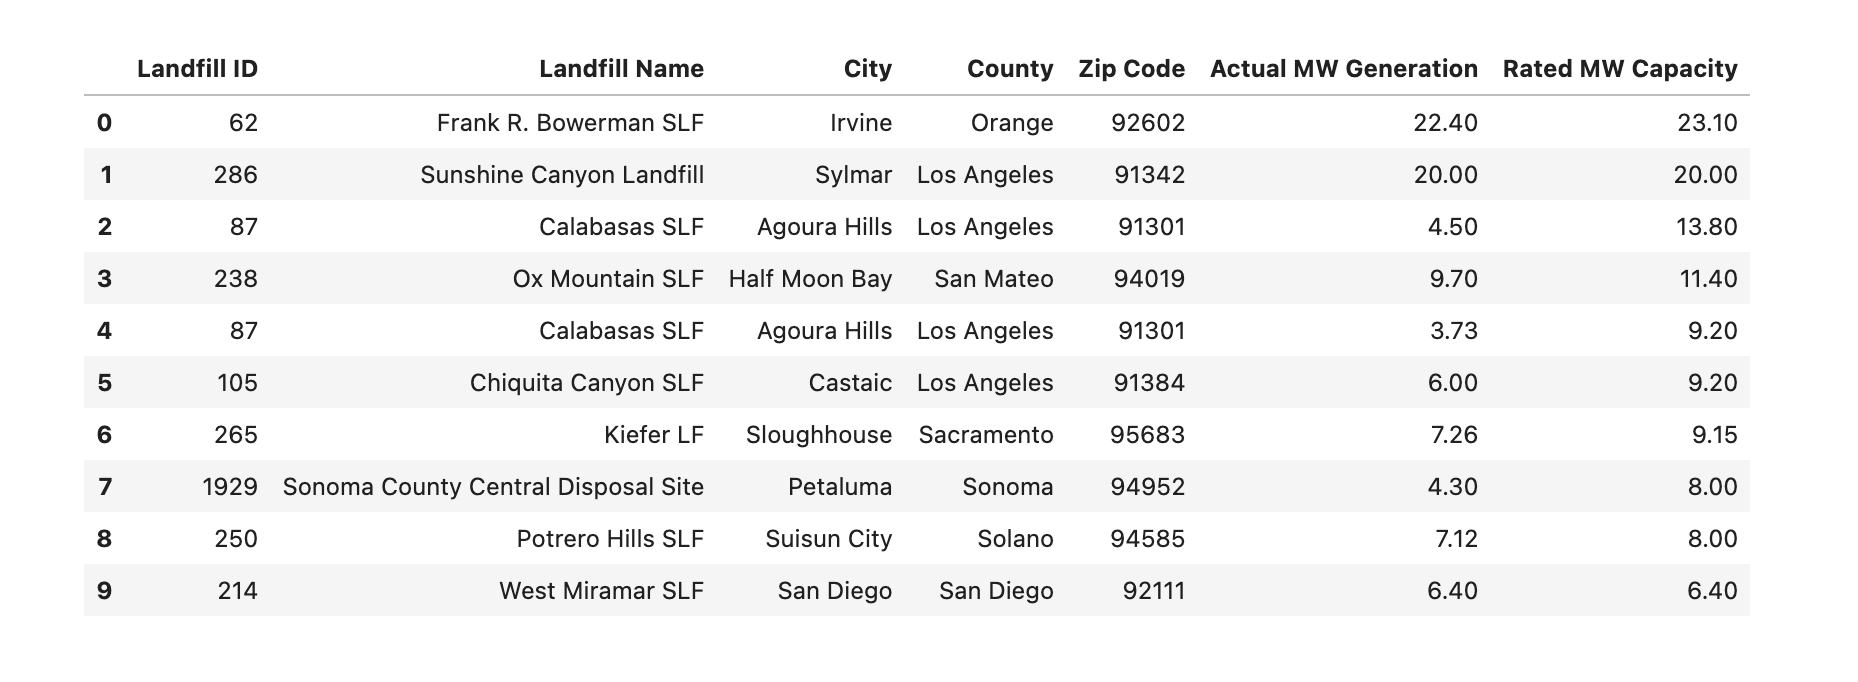 Landfill ID Landfill Name City County Zip Code Actual MW Generation Rated MW Capacity
0 62 Frank R. Bowerman SLF Irvine Orange 92602 22.40 23.10
1 286 Sunshine Canyon Landfill Sylmar Los Angeles 91342 20.00 20.00
2 87 Calabasas SLF Agoura Hills Los Angeles 91301 4.50 13.80
3 238 Ox Mountain SLF Half Moon Bay San Mateo 94019 9.70 11.40
4 87 Calabasas SLF Agoura Hills Los Angeles 91301 3.73 9.20
5 105 Chiquita Canyon SLF Castaic Los Angeles 91384 6.00 9.20
6 265 Kiefer LF Sloughhouse Sacramento 95683 7.26 9.15
7 1929 Sonoma County Central Disposal Site Petaluma Sonoma 94952 4.30 8.00
8 250 Potrero Hills SLF Suisun City Solano 94585 7.12 8.00
9 214 West Miramar SLF San Diego San Diego 92111 6.40 6.40